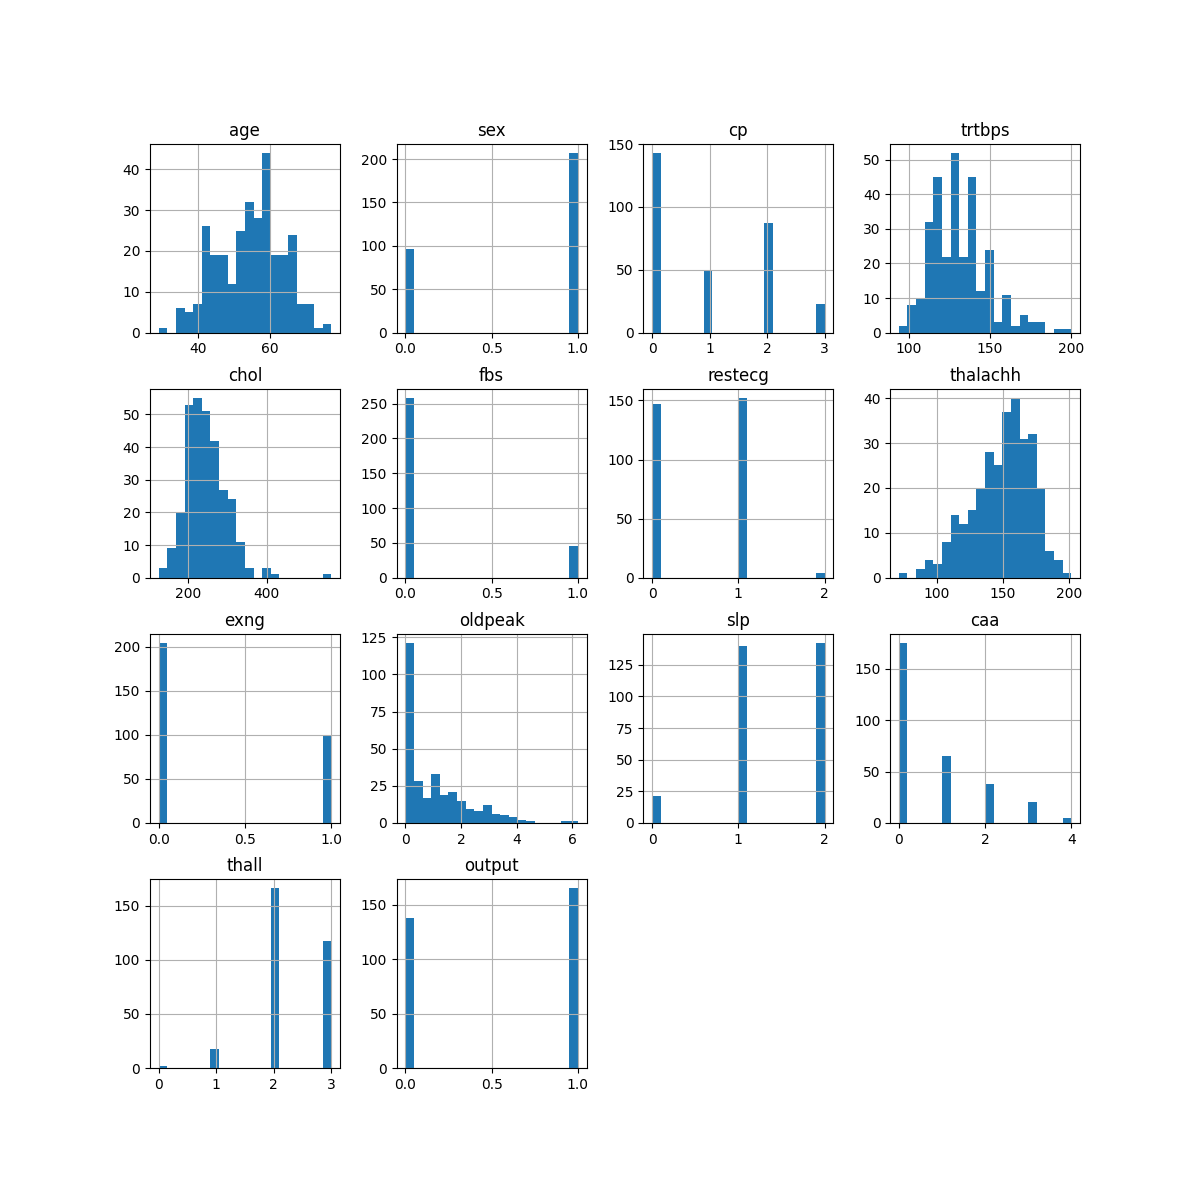 age sex cp trtbps
40 30 20 10 0
40 60
200 150 100 50 0
0.0 0.5 1.0
150 100 50 0
0 1 2 3
50 40 30 20 10 0
100 150 200
chol fbs restecg thalachh
50 40 30 20 10 0
200 400
250 200 150 100 50 0
0.0 0.5 1.0
150 100 50 0
0 1 2
40 30 20 10 0
100 150 200
exng oldpeak slp caa
200 150 100 50 0
0.0 0.5 1.0
125 100 75 50 25 0
0 2 4 6
125 100 75 50 25 0
0 1 2
150 100 50 0
0 2 4
thall output
150 100 50 0
0 1 2 3
150 100 50 0
0.0 0.5 1.0